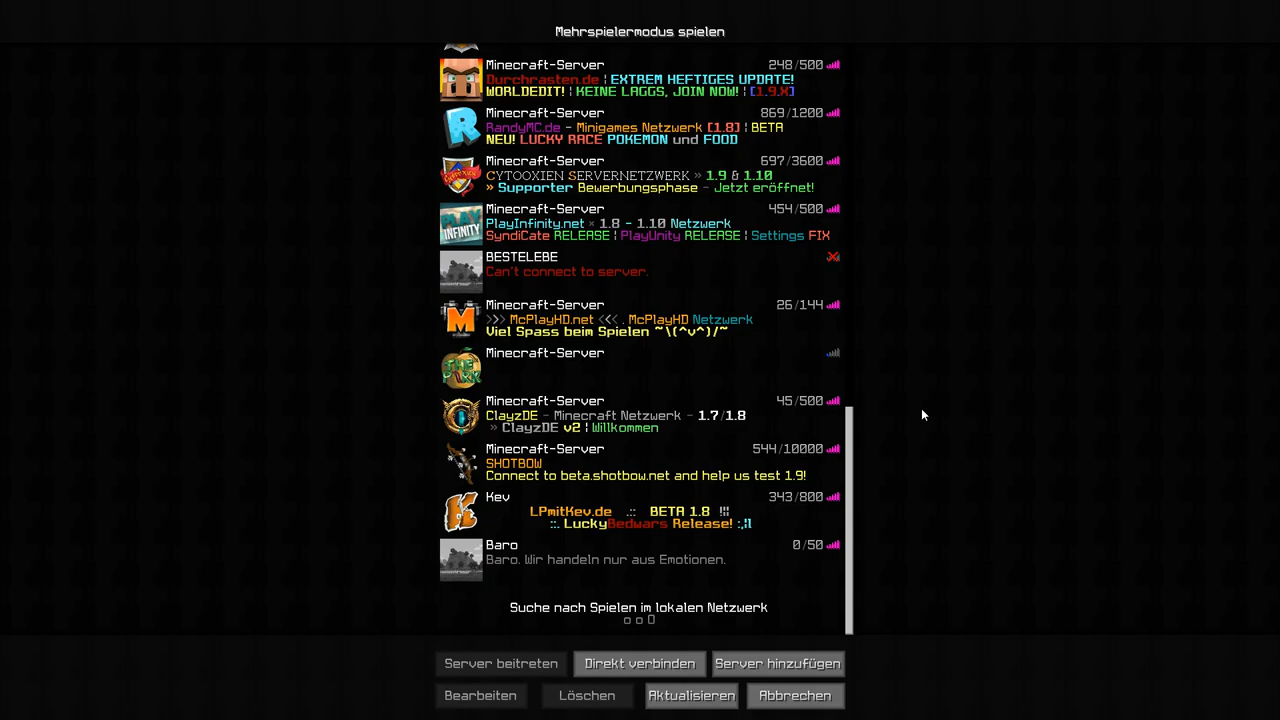 Mehrspielermodus spielen
Minecraft-Server 248/500
Durchrasten.de ¦ EXTREM HEFTIGES UPDATE!
WORLDEDIT! ¦ KEINE LAGGS, JOIN NOW! ¦ [1.9.X]
Minecraft-Server 869/1200
RandyMC.de - Minigames Netzwerk [1.8] ¦ BETA
NEU! LUCKY RACE POKEMON und FOOD
Minecraft-Server 697/3600
CYTOOXIEN SERVERNETZWERK » 1.9 & 1.10
» Supporter Bewerbungsphase - Jetzt eröffnet!
Minecraft-Server 454/500
PLAY INFINITY
PlayInfinity.net × 1.8 - 1.10 Netzwerk
SyndiCate RELEASE ¦ PlayUnity RELEASE ¦ Settings FIX
BESTELEBE
Can't connect to server.
Minecraft-Server 26/144
M
>>> McPlayHD.net <<< . McPlayHD Netzwerk
Viel Spass beim Spielen ~\(^v^)/~
Minecraft-Server
Minecraft-Server 45/500
ClayzDE - Minecraft Netzwerk - 1.7/1.8
» ClayzDE v2 ¦ Willkommen
Minecraft-Server 544/10000
SHOTBOW
Connect to beta.shotbow.net and help us test 1.9!
Kev 343/800
LPmitKev.de .:: BETA 1.8 !¦!
::. LuckyBedwars Release! :,¦l
Baro 0/50
Baro. Wir handeln nur aus Emotionen.
Suche nach Spielen im lokalen Netzwerk
o o O
Server beitreten Direkt verbinden Server hinzufügen
Bearbeiten Löschen Aktualisieren Abbrechen